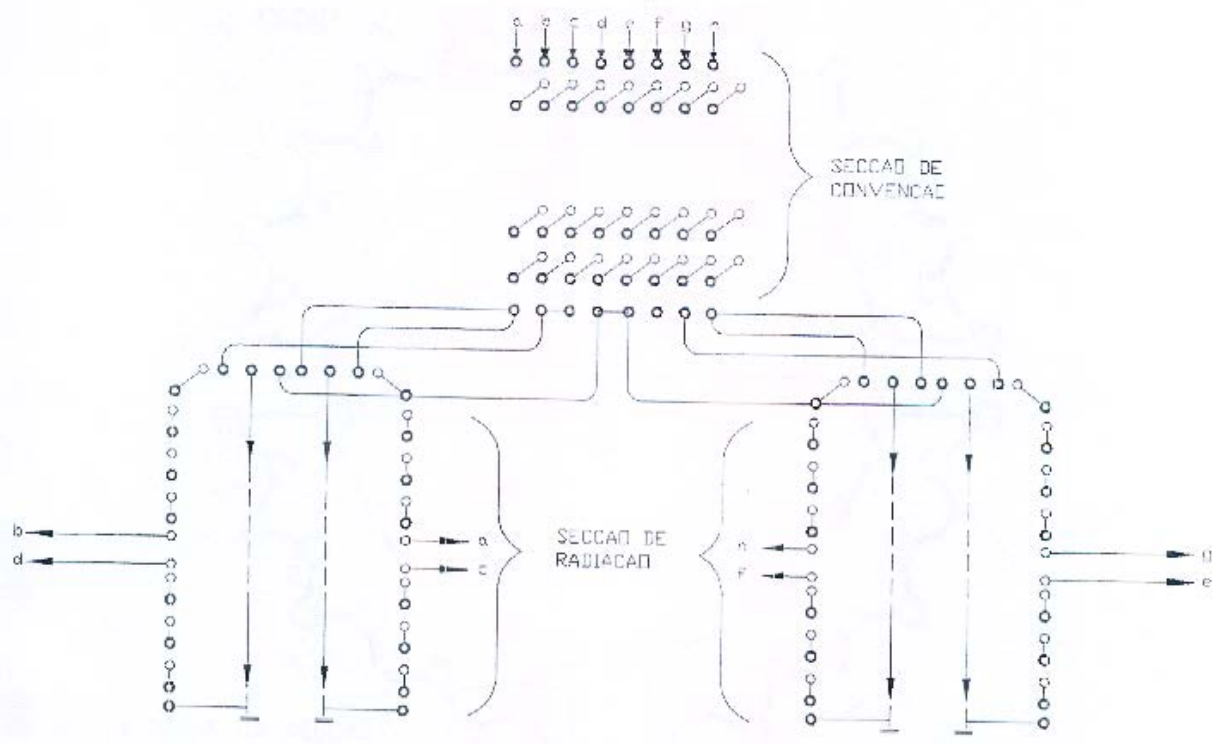 a b c d e f g n
SECCAO DE
CONVENCAO
b
d
a
c
SECCAO DE
RADIACAO
n
f
g
e